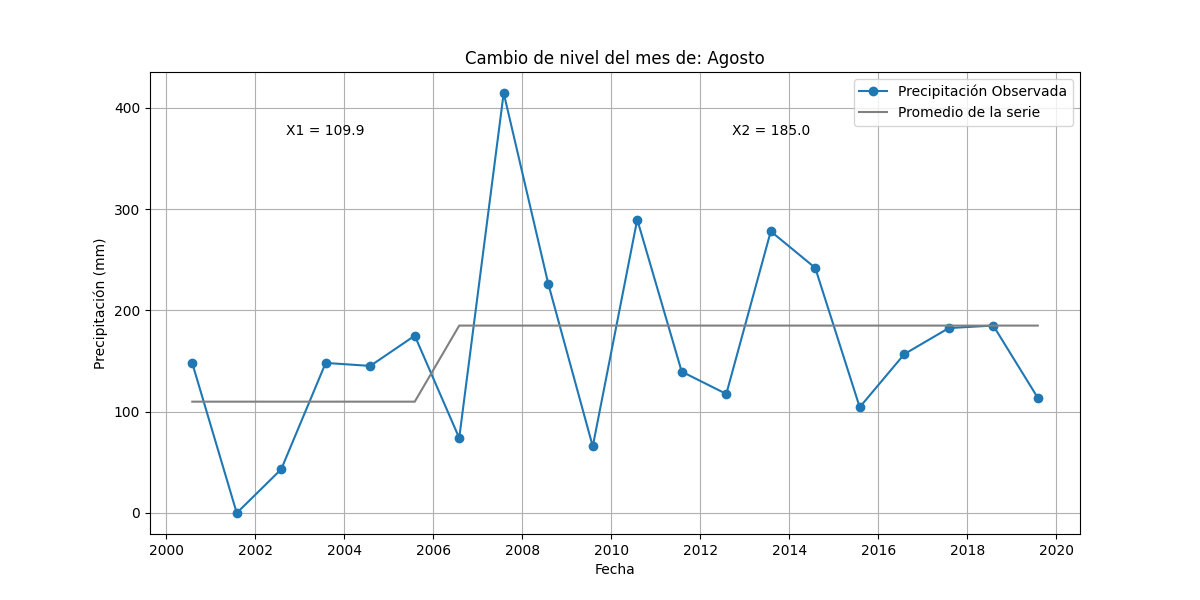 Cambio de nivel del mes de: Agosto
Precipitación Observada
Promedio de la serie
X1 = 109.9
X2 = 185.0
Precipitación (mm)
400
300
200
100
0
2000 2002 2004 2006 2008 2010 2012 2014 2016 2018 2020
Fecha